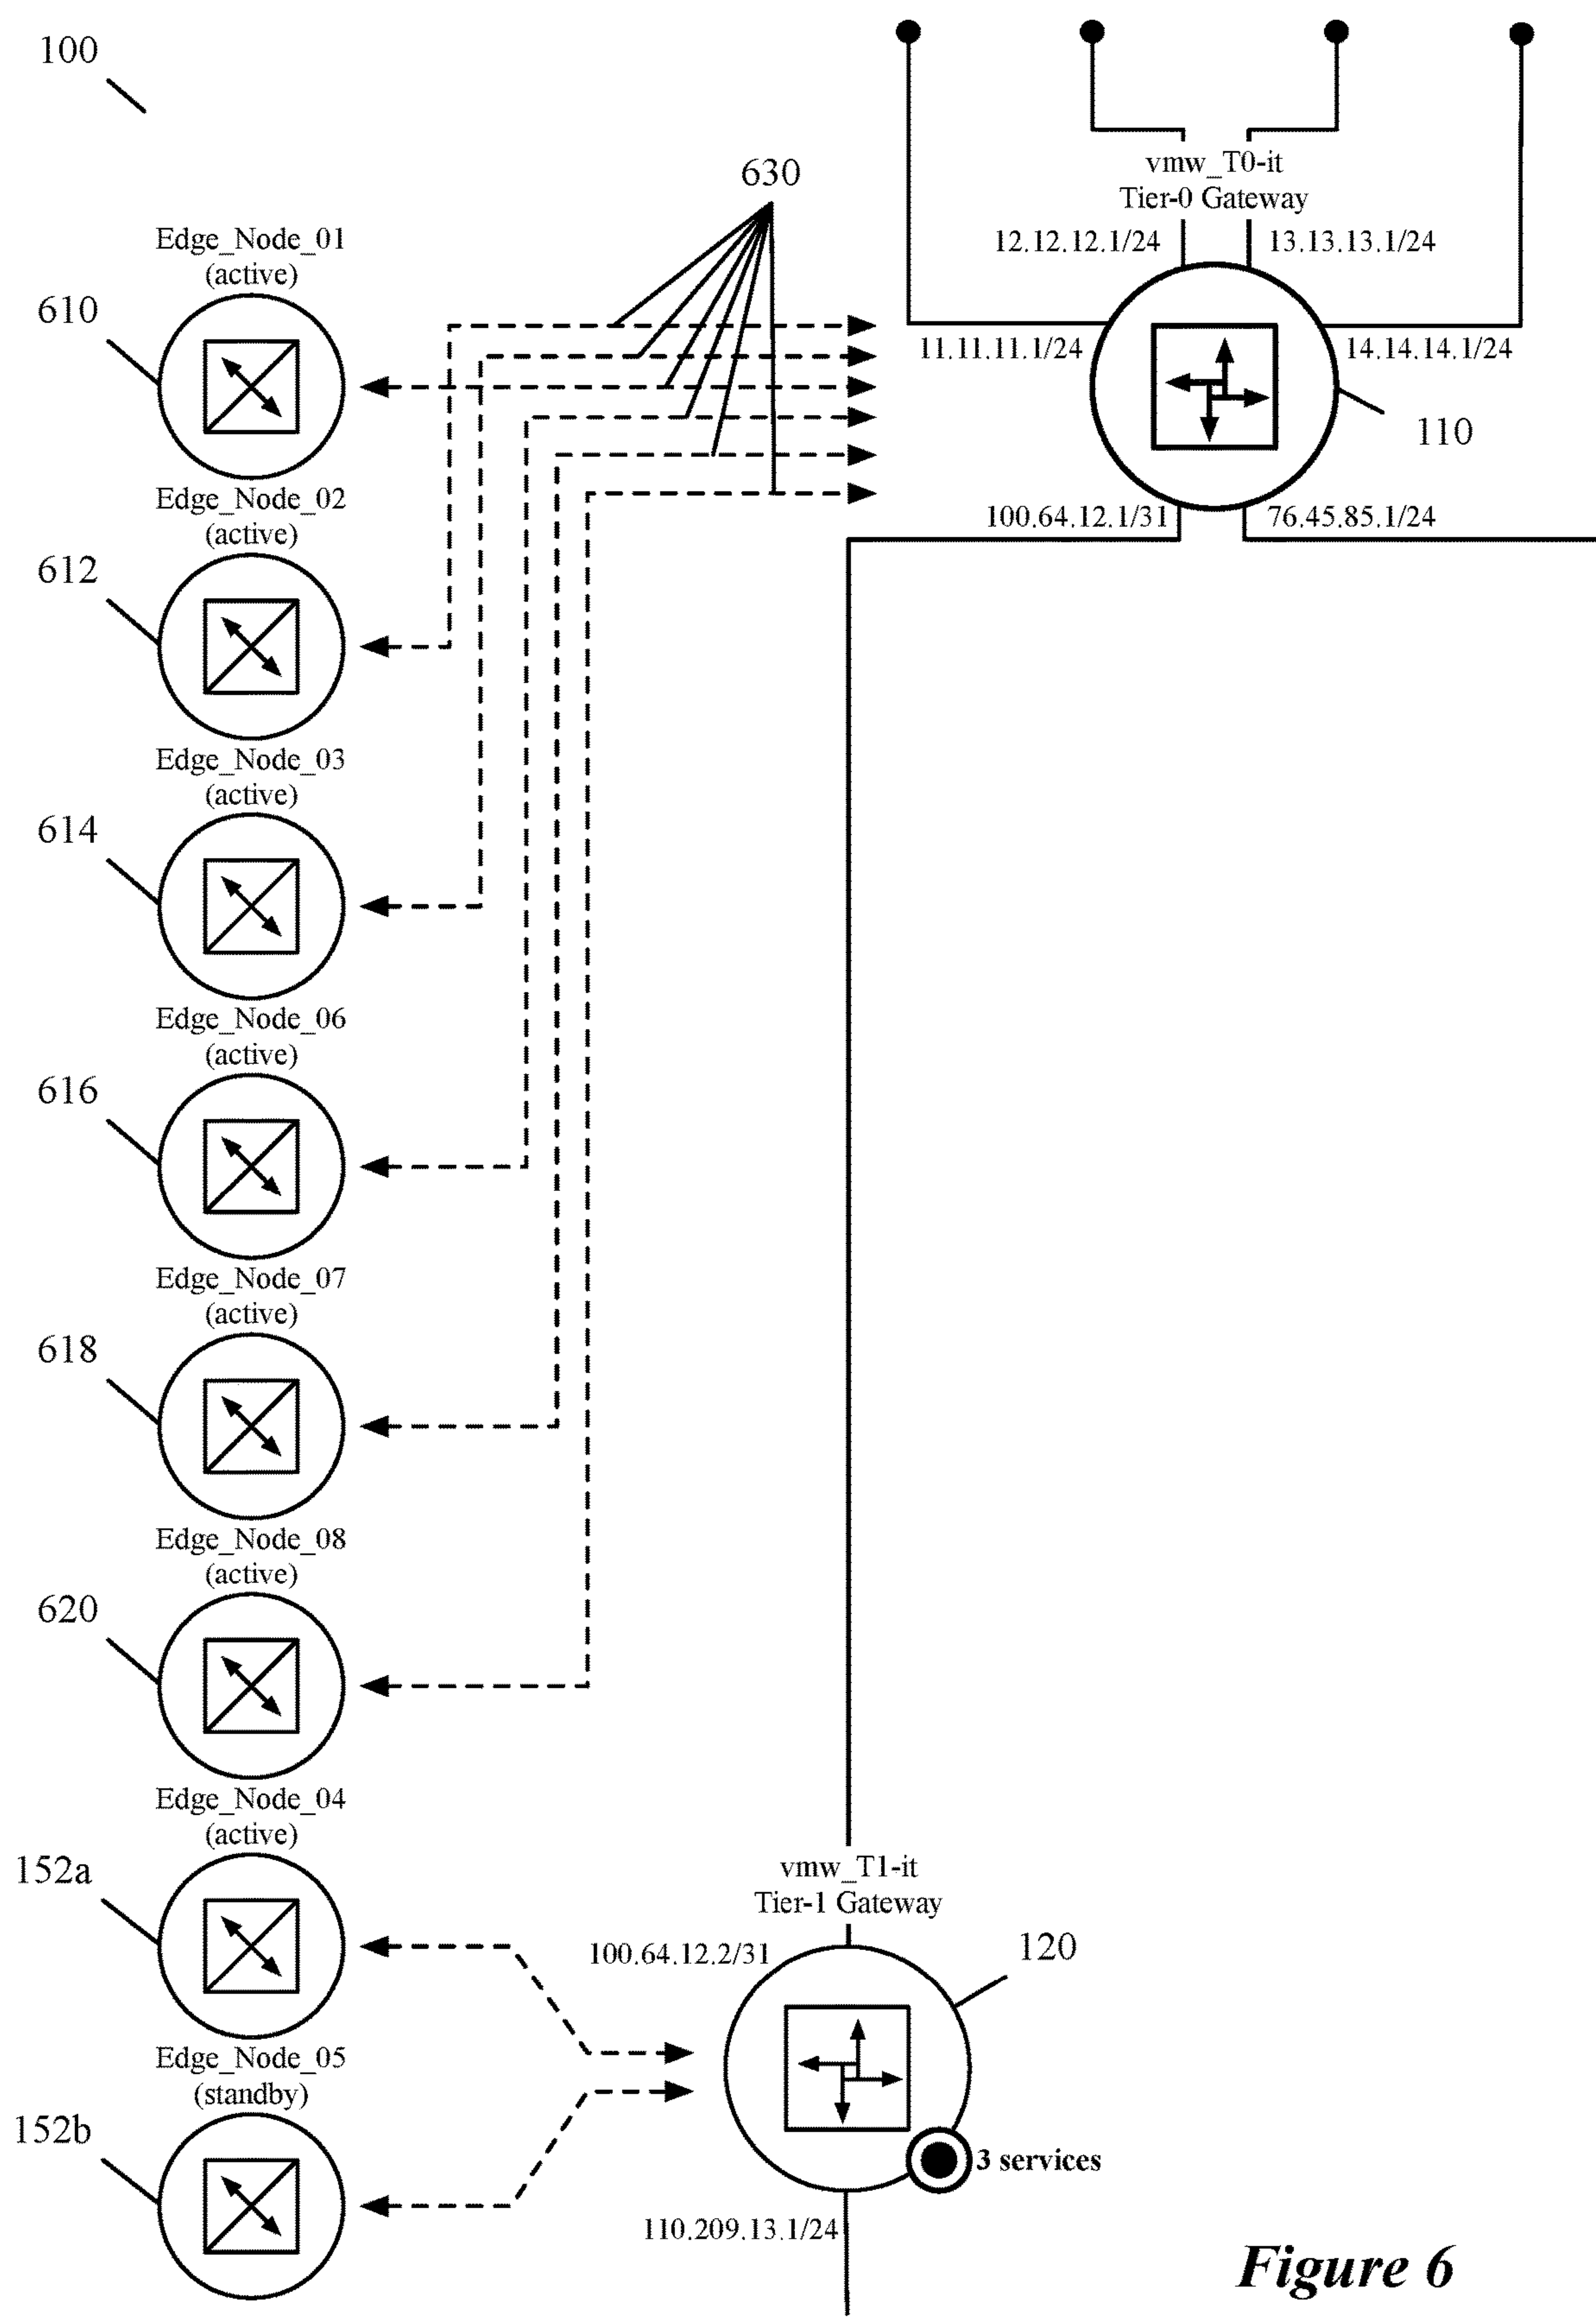 100
630
vmw_T0-it
Tier-0 Gateway
12.12.12.1/24
13.13.13.1/24
11.11.11.1/24
14.14.14.1/24
110
100.64.12.1/31
76.45.85.1/24
Edge_Node_01
(active)
610
Edge_Node_02
(active)
612
Edge_Node_03
(active)
614
Edge_Node_06
(active)
616
Edge_Node_07
(active)
618
Edge_Node_08
(active)
620
Edge_Node_04
(active)
152a
Edge_Node_05
(standby)
152b
vmw_T1-it
Tier-1 Gateway
100.64.12.2/31
120
3 services
110.209.13.1/24
Figure 6